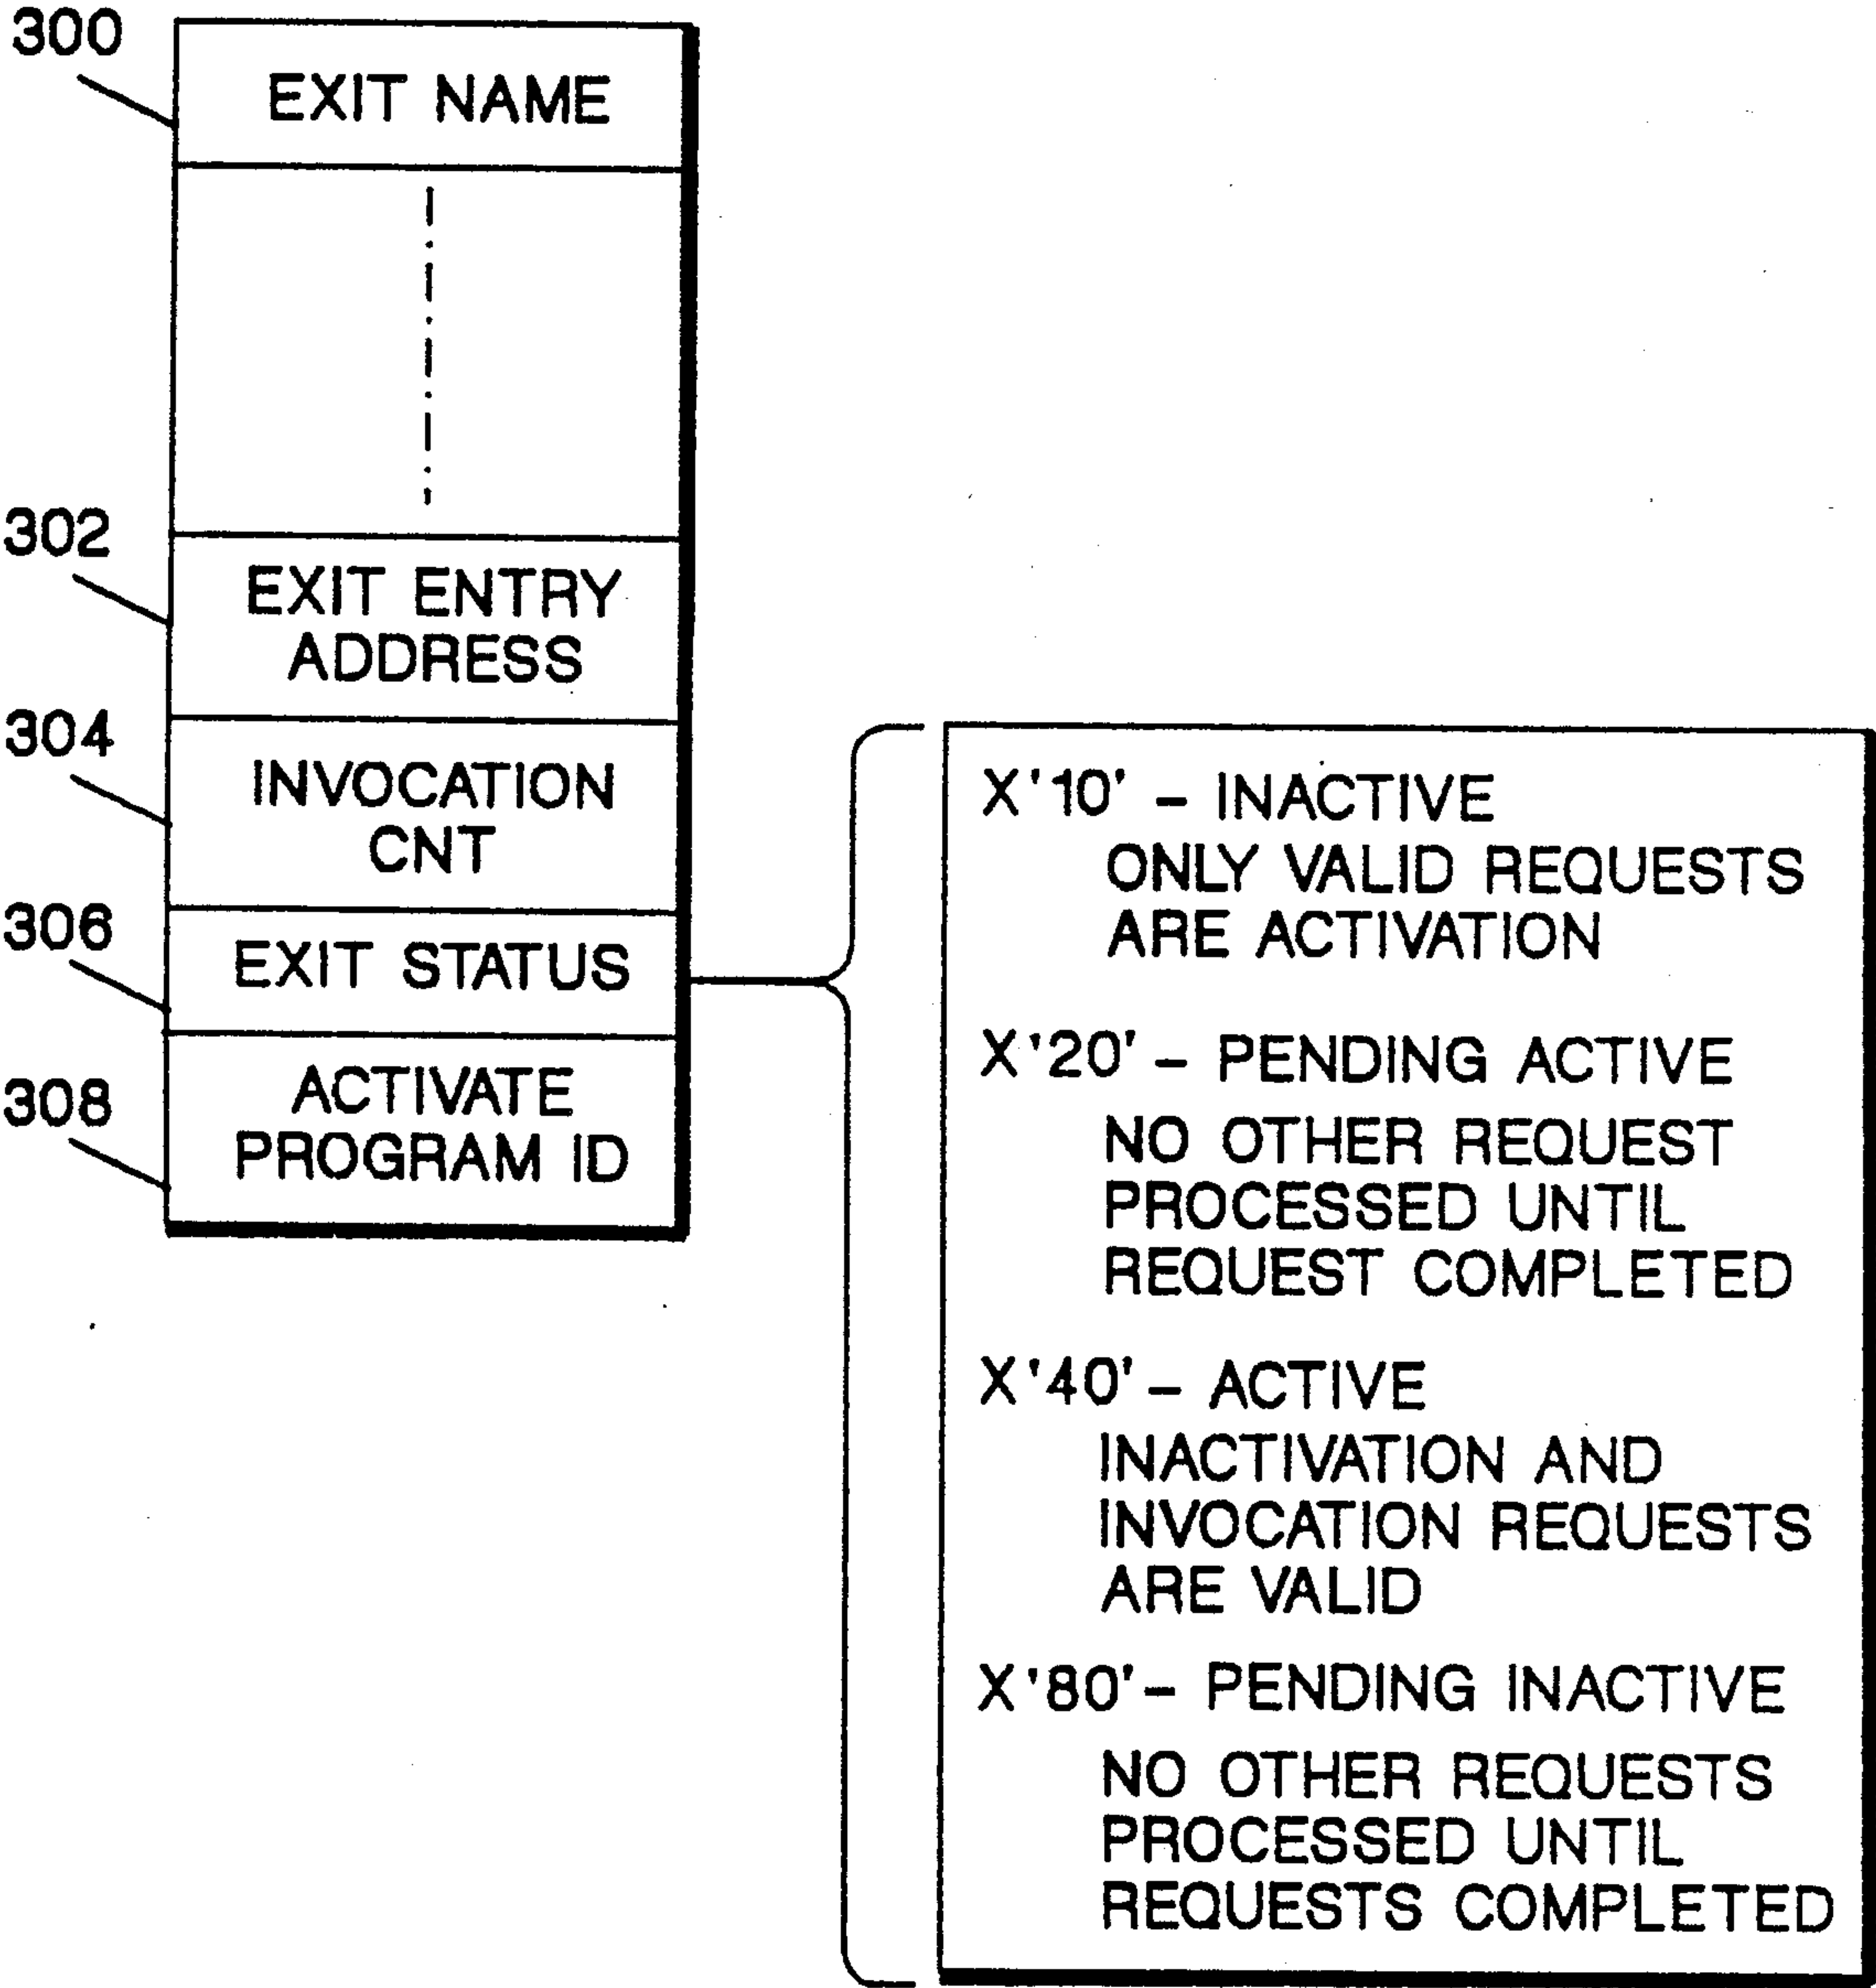 300
EXIT NAME
302
EXIT ENTRY
ADDRESS
304
INVOCATION
CNT
306
EXIT STATUS
308
ACTIVATE
PROGRAM ID
X'10' – INACTIVE
ONLY VALID REQUESTS
ARE ACTIVATION
X'20' – PENDING ACTIVE
NO OTHER REQUEST
PROCESSED UNTIL
REQUEST COMPLETED
X'40' – ACTIVE
INACTIVATION AND
INVOCATION REQUESTS
ARE VALID
X'80' – PENDING INACTIVE
NO OTHER REQUESTS
PROCESSED UNTIL
REQUESTS COMPLETED